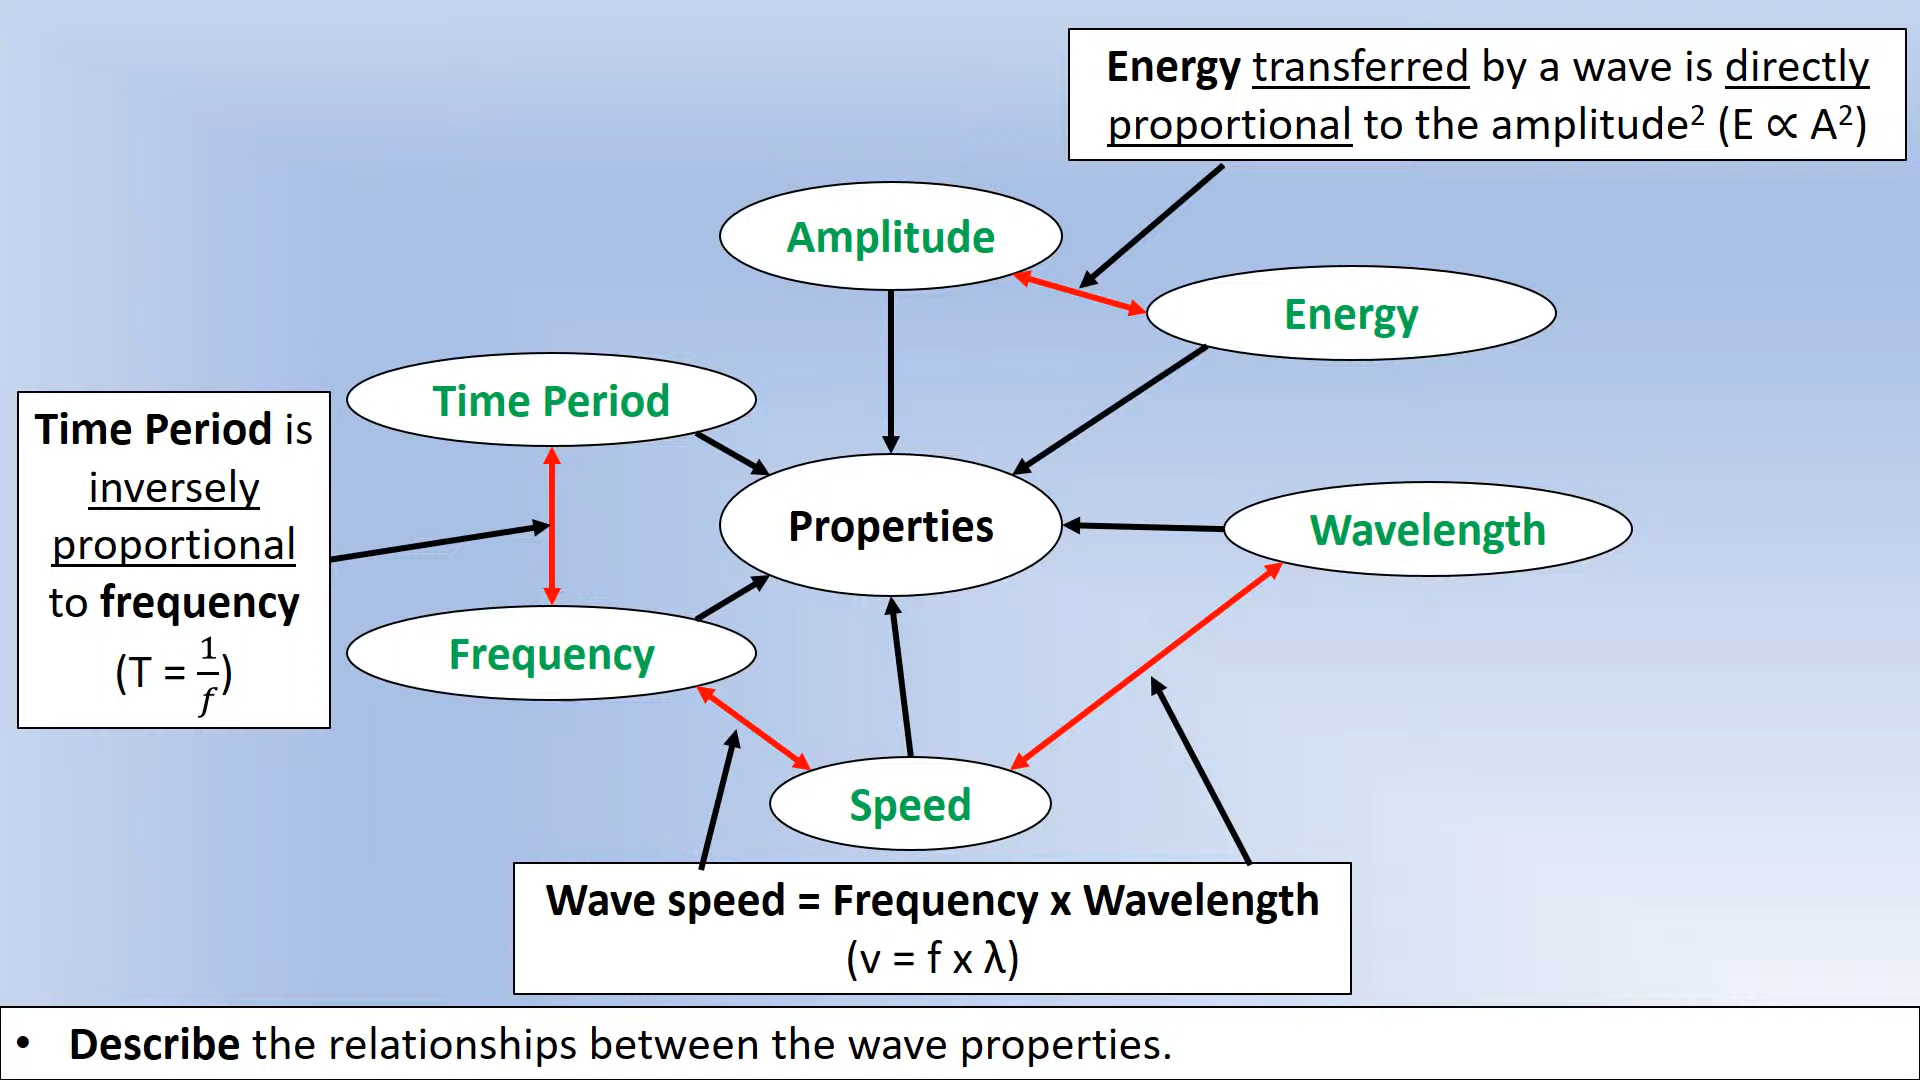 Energy transferred by a wave is directly
proportional to the amplitude² (E ∝ A²)
Amplitude
Energy
Time Period
Time Period is
inversely
proportional
to frequency
(T = 1/f)
Properties
Wavelength
Frequency
Speed
Wave speed = Frequency x Wavelength
(v = f x λ)
• Describe the relationships between the wave properties.